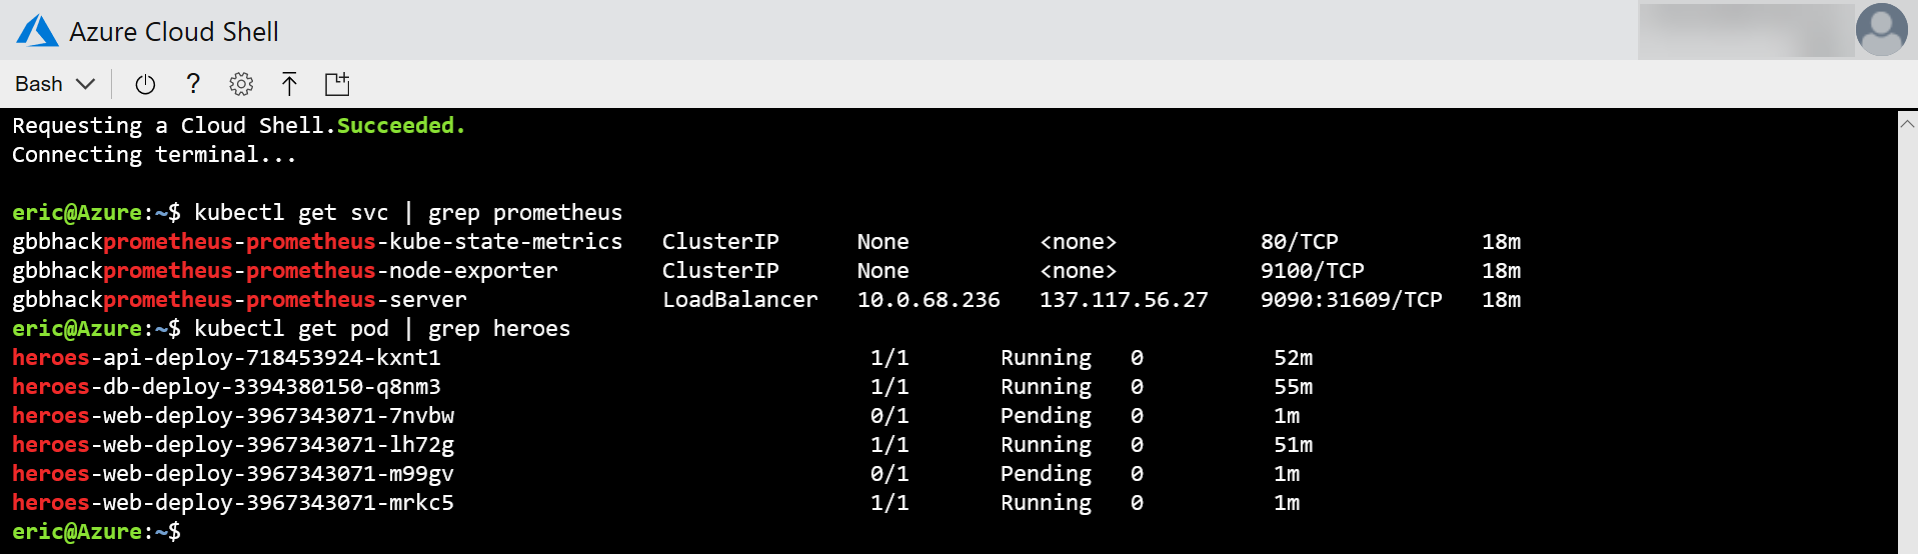 Azure Cloud Shell
Bash ?
Requesting a Cloud Shell.Succeeded.
Connecting terminal...
eric@Azure:~$ kubectl get svc | grep prometheus
gbbhackprometheus-prometheus-kube-state-metrics ClusterIP None <none> 80/TCP 18m
gbbhackprometheus-prometheus-node-exporter ClusterIP None <none> 9100/TCP 18m
gbbhackprometheus-prometheus-server LoadBalancer 10.0.68.236 137.117.56.27 9090:31609/TCP 18m
eric@Azure:~$ kubectl get pod | grep heroes
heroes-api-deploy-718453924-kxnt1 1/1 Running 0 52m
heroes-db-deploy-3394380150-q8nm3 1/1 Running 0 55m
heroes-web-deploy-3967343071-7nvbw 0/1 Pending 0 1m
heroes-web-deploy-3967343071-lh72g 1/1 Running 0 51m
heroes-web-deploy-3967343071-m99gv 0/1 Pending 0 1m
heroes-web-deploy-3967343071-mrkc5 1/1 Running 0 1m
eric@Azure:~$